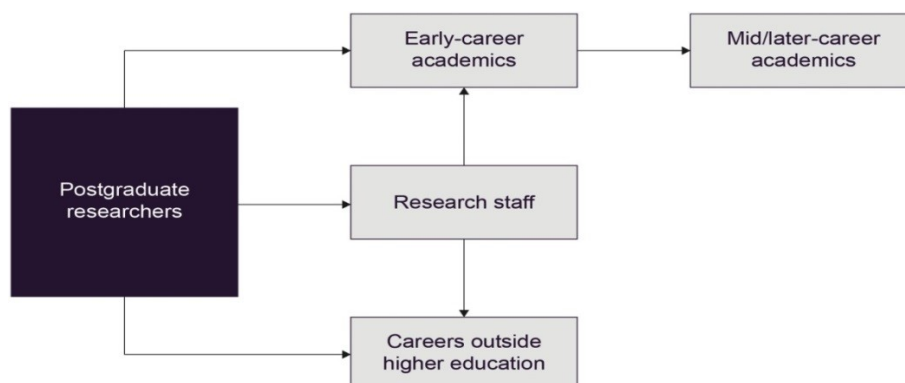 Early-career
academics
Mid/later-career
academics
Postgraduate
researchers
Research staff
Careers outside
higher education